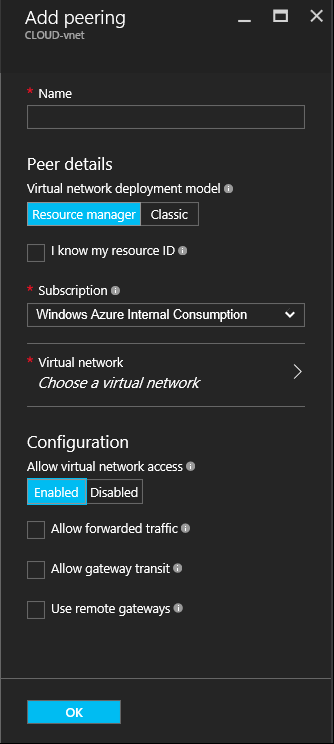 Add peering
CLOUD-vnet
* Name
Peer details
Virtual network deployment model
Resource manager Classic
I know my resource ID
* Subscription
Windows Azure Internal Consumption
* Virtual network
Choose a virtual network
Configuration
Allow virtual network access
Enabled Disabled
Allow forwarded traffic
Allow gateway transit
Use remote gateways
OK